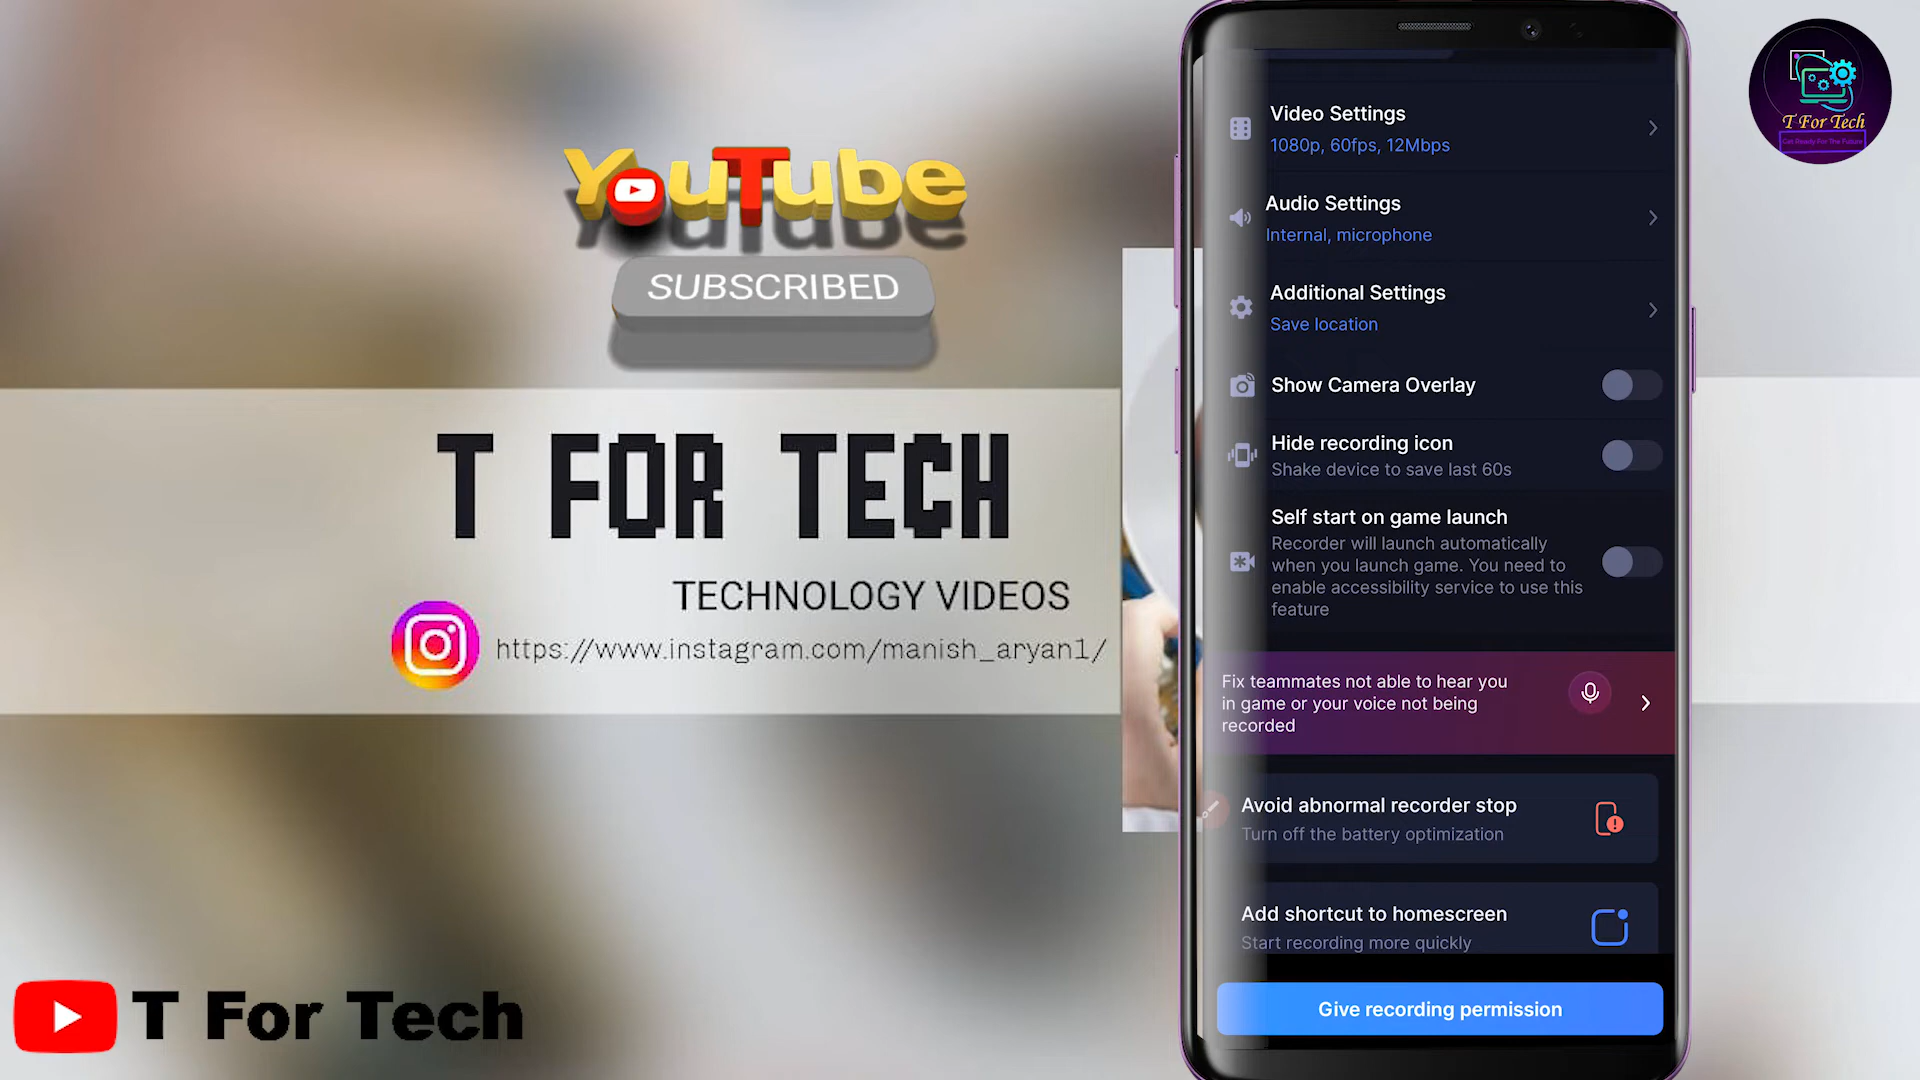 YouTube
SUBSCRIBED
T FOR TECH
TECHNOLOGY VIDEOS
https://www.instagram.com/manish_aryan1/
T For Tech
Video Settings
1080p, 60fps, 12Mbps
Audio Settings
Internal, microphone
Additional Settings
Save location
Show Camera Overlay
Hide recording icon
Shake device to save last 60s
Self start on game launch
Recorder will launch automatically
when you launch game. You need to
enable accessibility service to use this
feature
Fix teammates not able to hear you
in game or your voice not being
recorded
Avoid abnormal recorder stop
Turn off the battery optimization
Add shortcut to homescreen
Start recording more quickly
Give recording permission
T For Tech
Get Ready For The Future